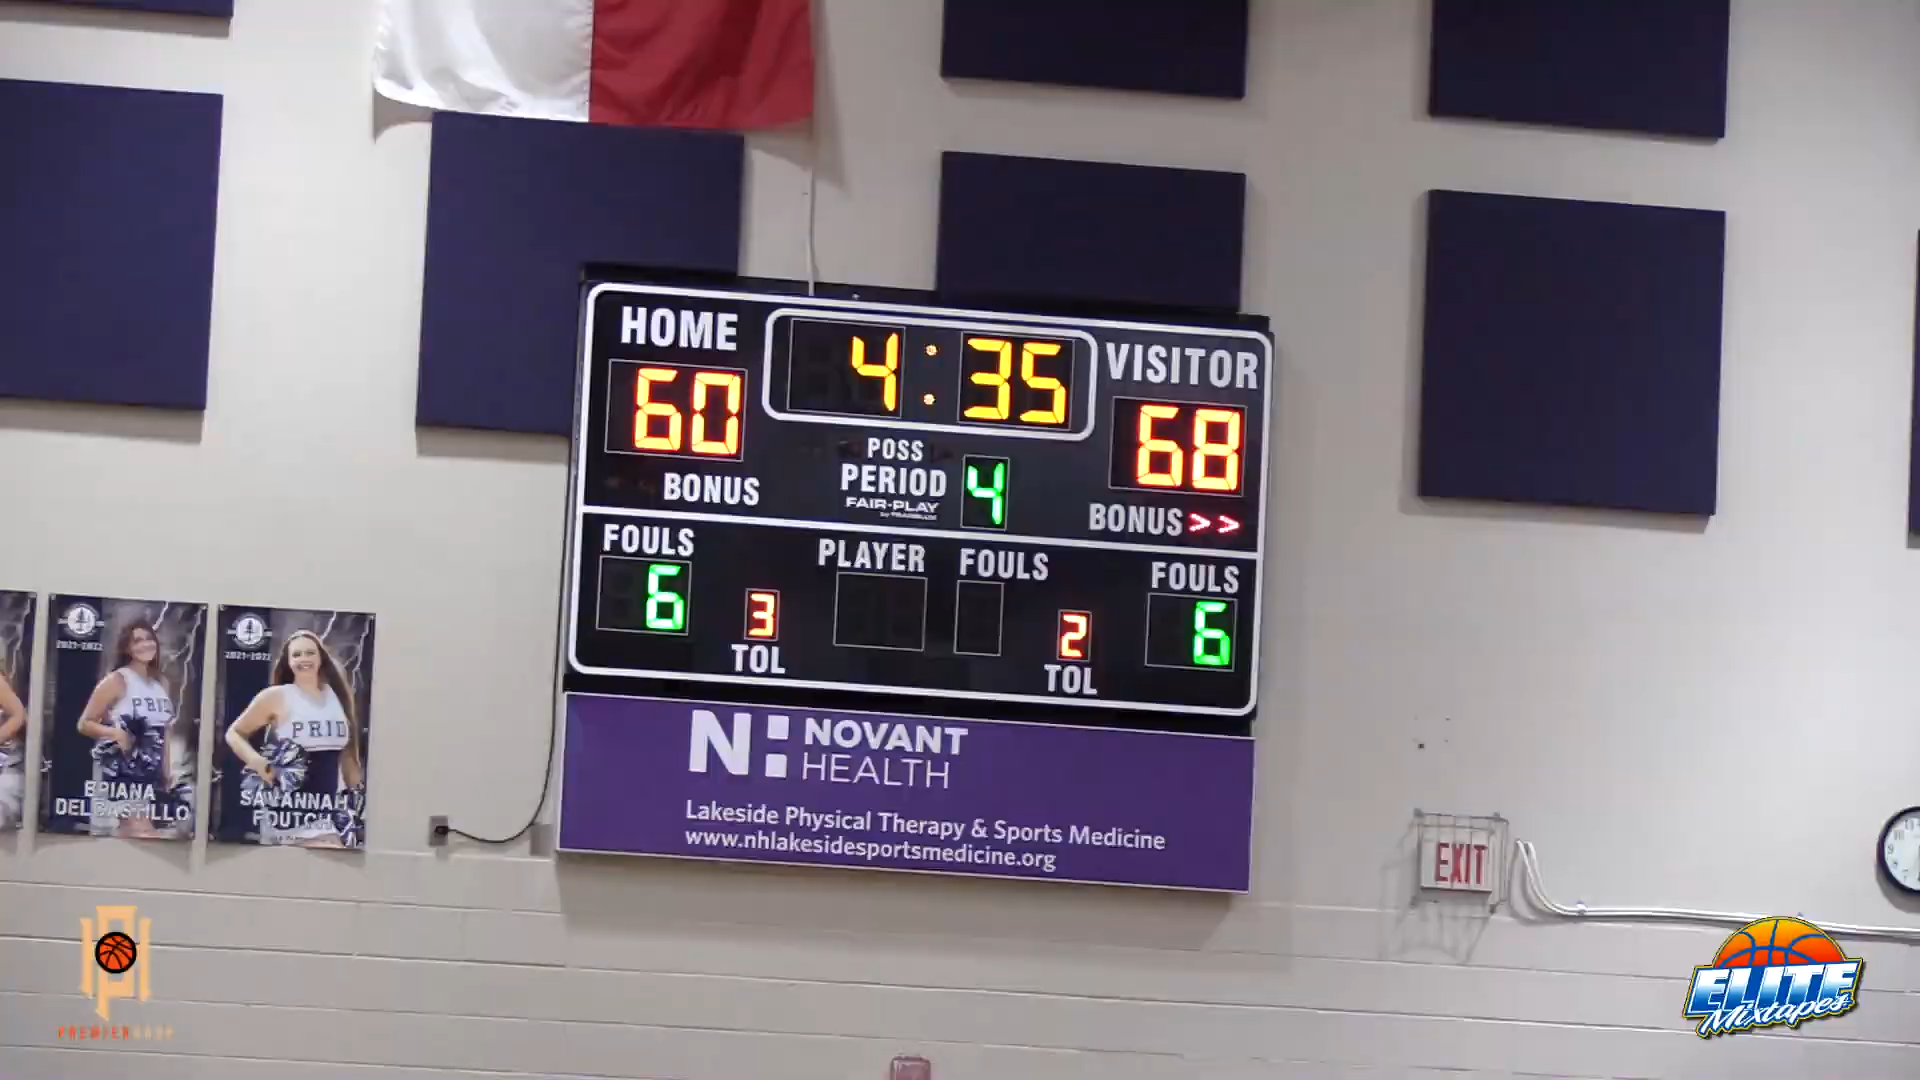 HOME
4:35
VISITOR
60
68
POSS
PERIOD 4
FAIR-PLAY
BONUS
BONUS >>
FOULS
PLAYER
FOULS
FOULS
6
3
2
6
TOL
TOL
N:
NOVANT
HEALTH
Lakeside Physical Therapy & Sports Medicine
www.nhlakesidesportsmedicine.org
2021-2022
PRID
BRIANA
DELCASTILLO
2021-2022
PRID
SAVANNAH
FOUTCH
EXIT
ELITE
Mixtapes